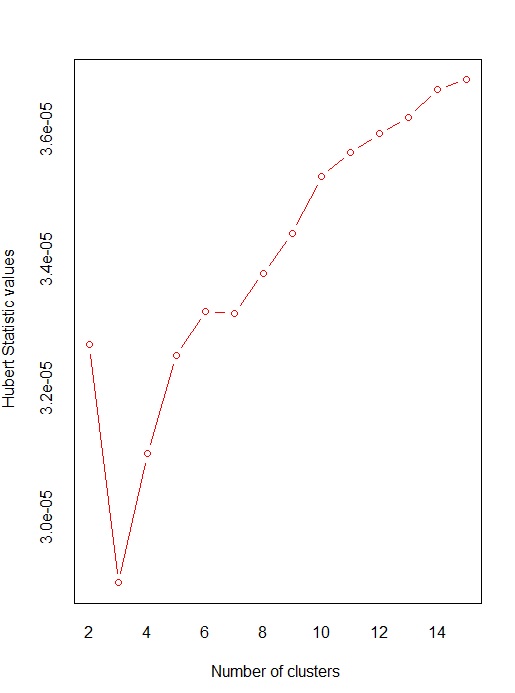 Hubert Statistic values
3.6e-05
3.4e-05
3.2e-05
3.0e-05
2 4 6 8 10 12 14
Number of clusters